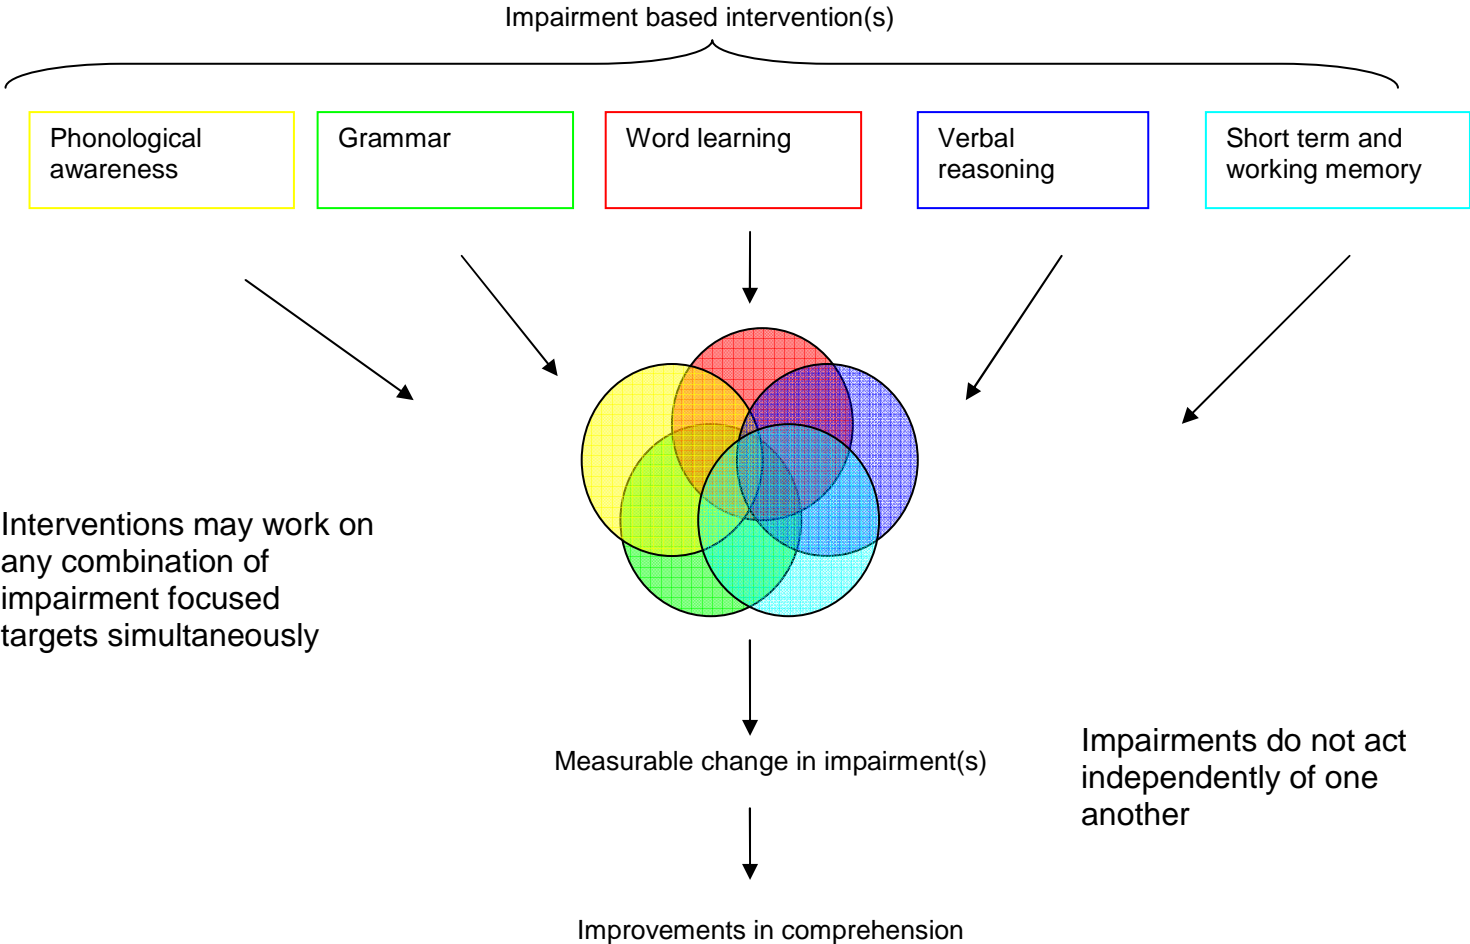 Impairment based intervention(s)
Phonological
awareness
Grammar
Word learning
Verbal
reasoning
Short term and
working memory
Interventions may work on
any combination of
impairment focused
targets simultaneously
Measurable change in impairment(s)
Impairments do not act
independently of one
another
Improvements in comprehension